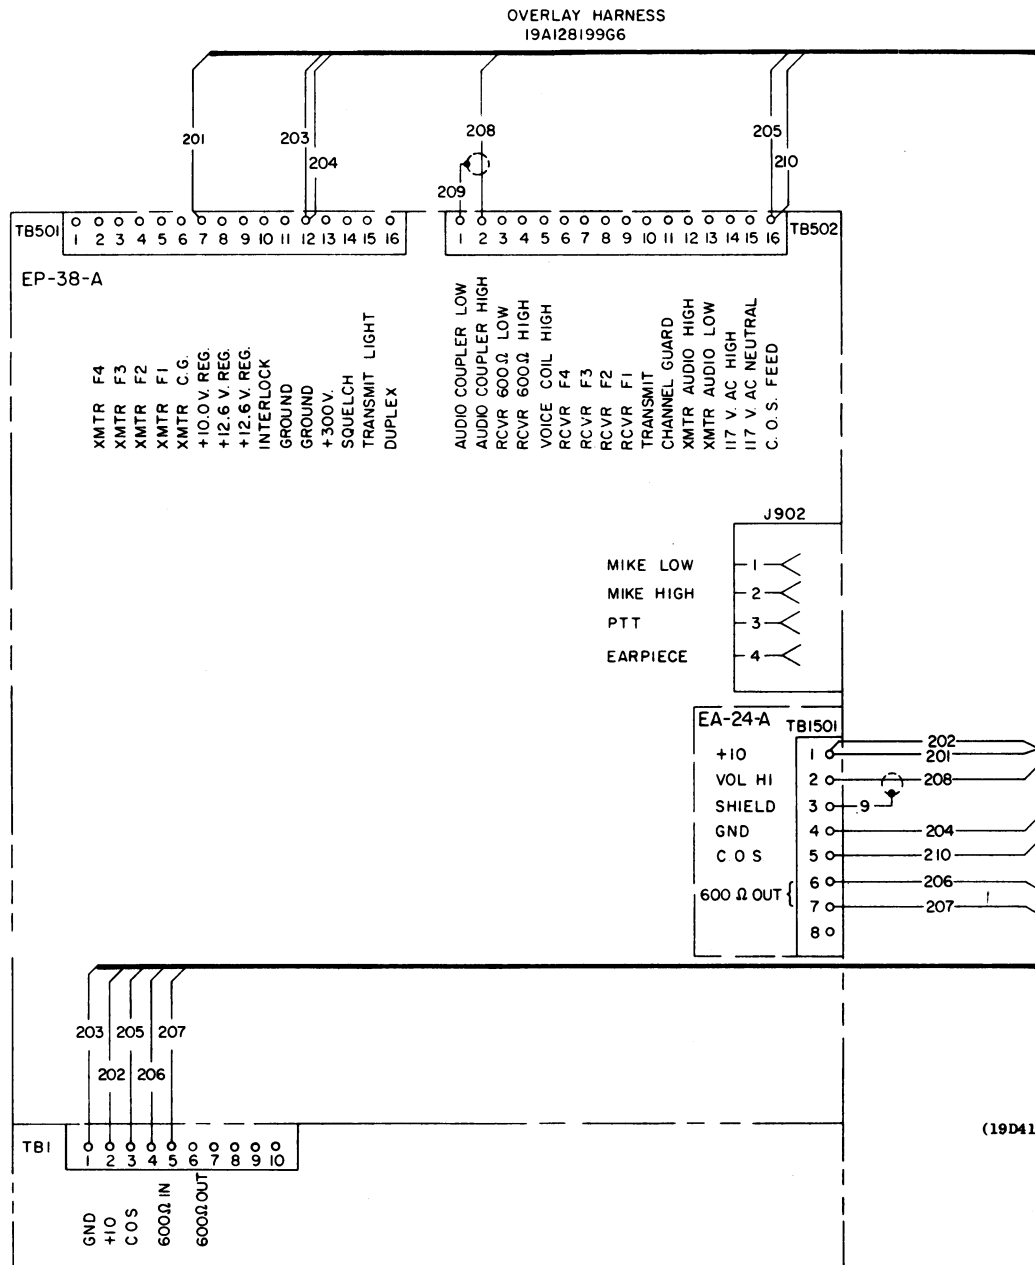 OVERLAY HARNESS
19A128199G6
201
203
204
208
209
205
210
TB501
1 2 3 4 5 6 7 8 9 10 11 12 13 14 15 16
1 2 3 4 5 6 7 8 9 10 11 12 13 14 15 16
TB502
EP-38-A
XMTR F4
XMTR F3
XMTR F2
XMTR F1
XMTR C.G.
+10.0V. REG.
+12.6 V. REG.
+12.6 V. REG.
INTERLOCK
GROUND
GROUND
+300V.
SQUELCH
TRANSMIT LIGHT
DUPLEX
AUDIO COUPLER LOW
AUDIO COUPLER HIGH
RCVR 600Ω LOW
RCVR 600Ω HIGH
VOICE COIL HIGH
RCVR F4
RCVR F3
RCVR F2
RCVR F1
TRANSMIT
CHANNEL GUARD
XMTR AUDIO HIGH
XMTR AUDIO LOW
117 V. AC HIGH
117 V. AC NEUTRAL
C. O. S. FEED
J902
MIKE LOW 1
MIKE HIGH 2
PTT 3
EARPIECE 4
EA-24-A TB1501
+10 1 202
201
VOL HI 2 208
SHIELD 3 9
GND 4 204
C O S 5 210
600 Ω OUT { 6 206
7 207
8
203 205 207
202 206
TB1
1 2 3 4 5 6 7 8 9 10
GND
+10
C O S
600Ω IN
600Ω OUT
(19D41